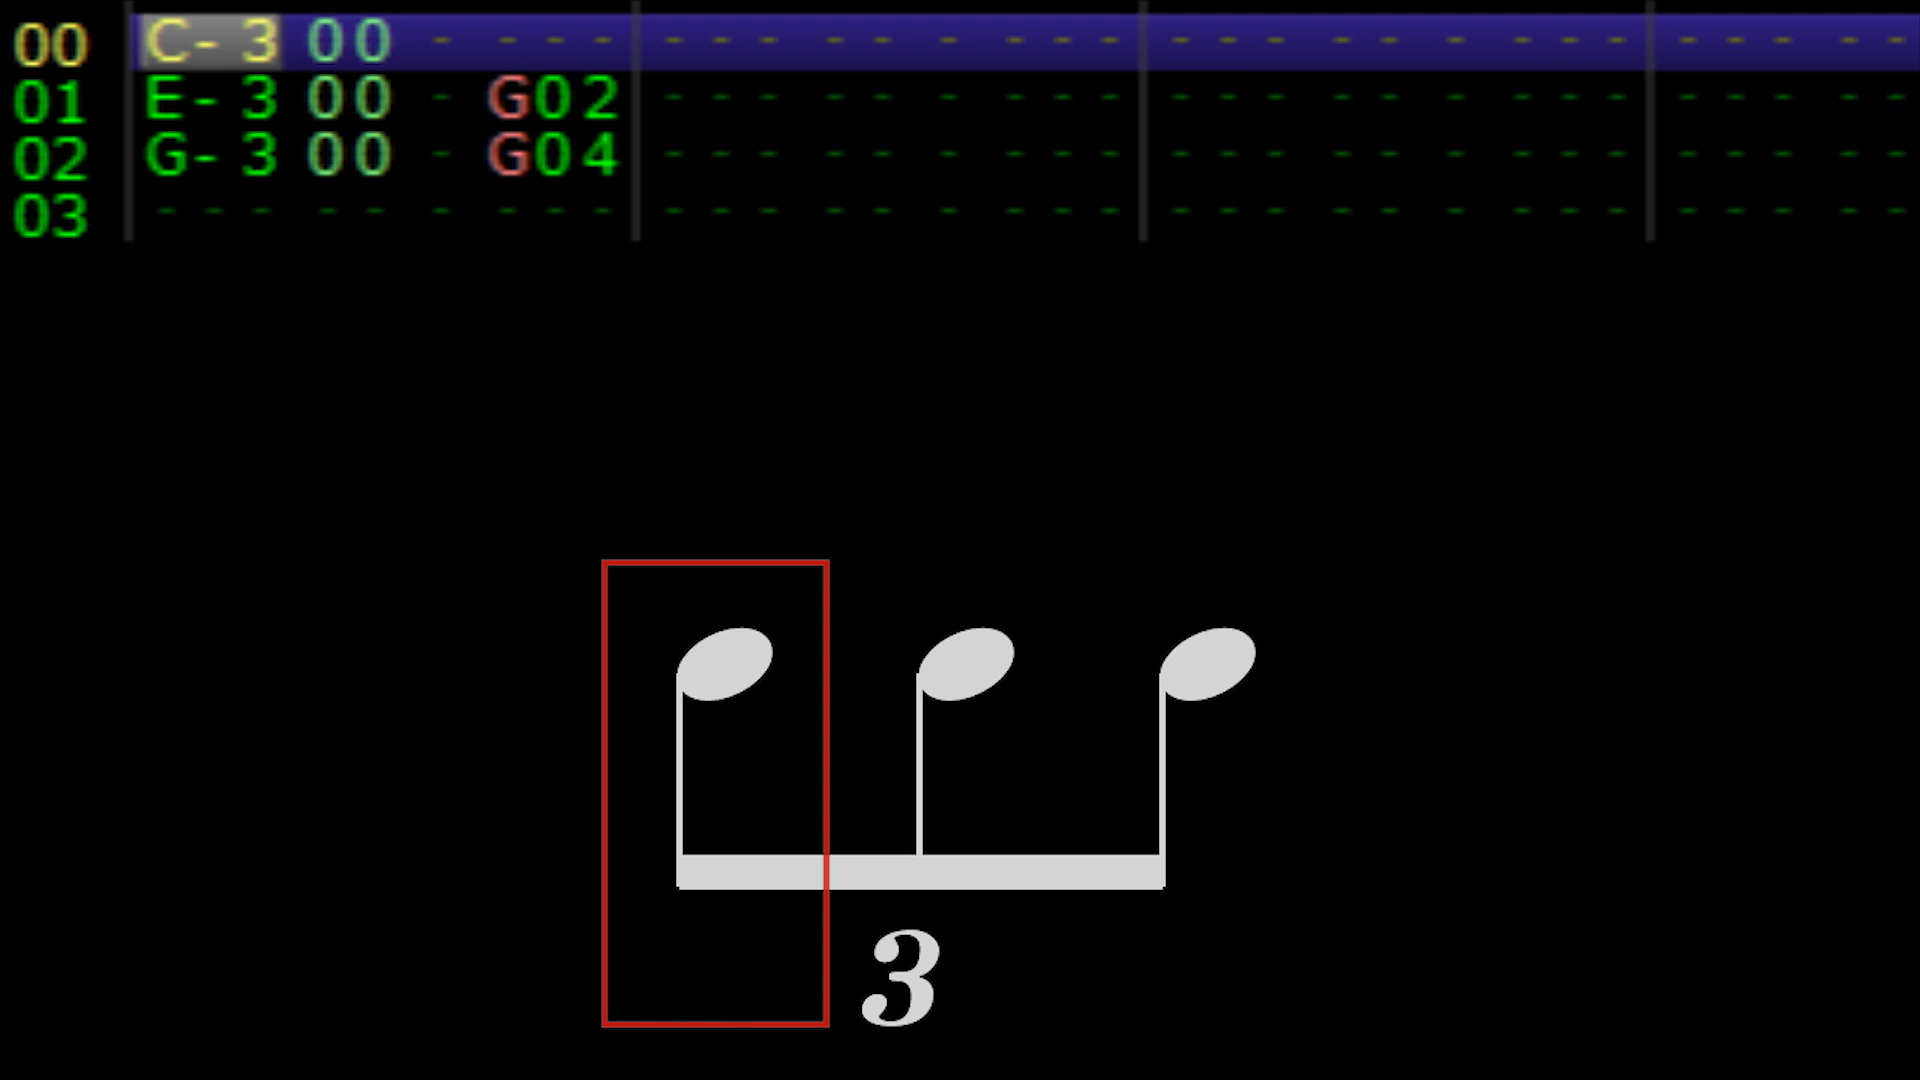 00 C- 3 00 - - - - - - - - - - - - - - - - - - - - - - - -
01 E- 3 00 - G02 - - - - - - - - - - - - - - - - - - - - - - -
02 G- 3 00 - G04 - - - - - - - - - - - - - - - - - - - - - - -
03 - - - - - - - - - - - - - - - - - - - - - - - - - - - - - - - -
3